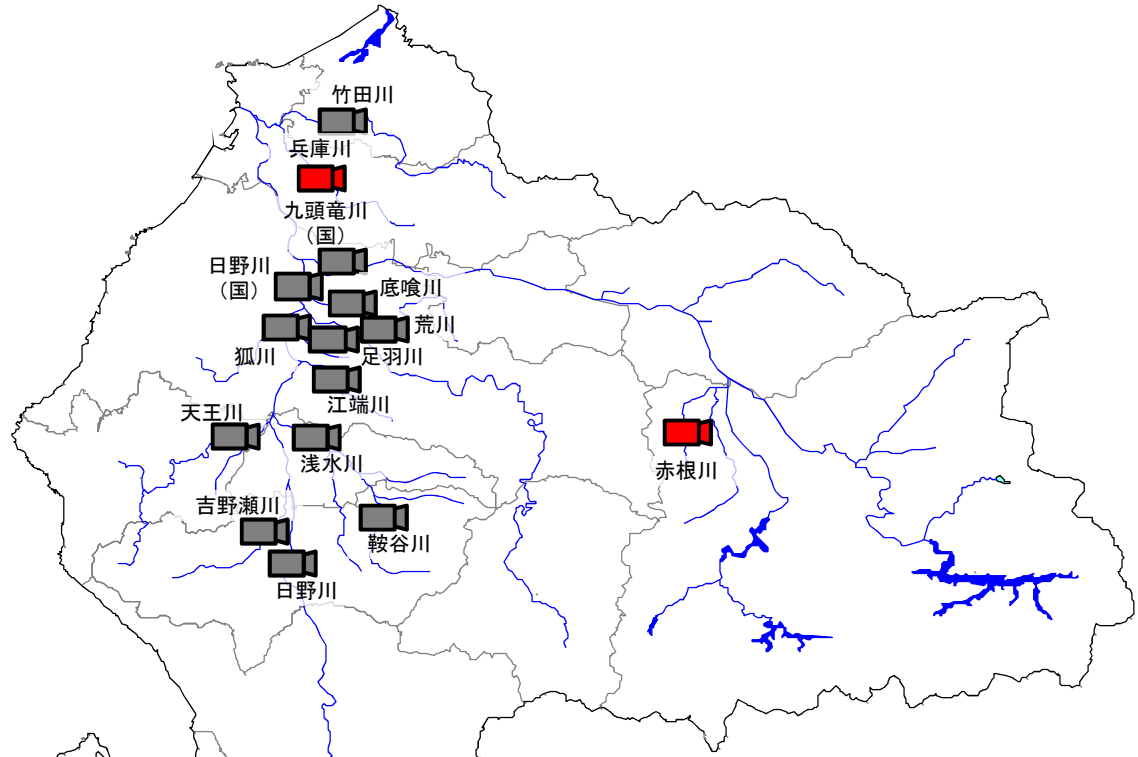 竹田川
兵庫川
九頭竜川
（国）
日野川
（国）
底喰川
荒川
狐川
足羽川
江端川
天王川
浅水川
赤根川
吉野瀬川
鞍谷川
日野川